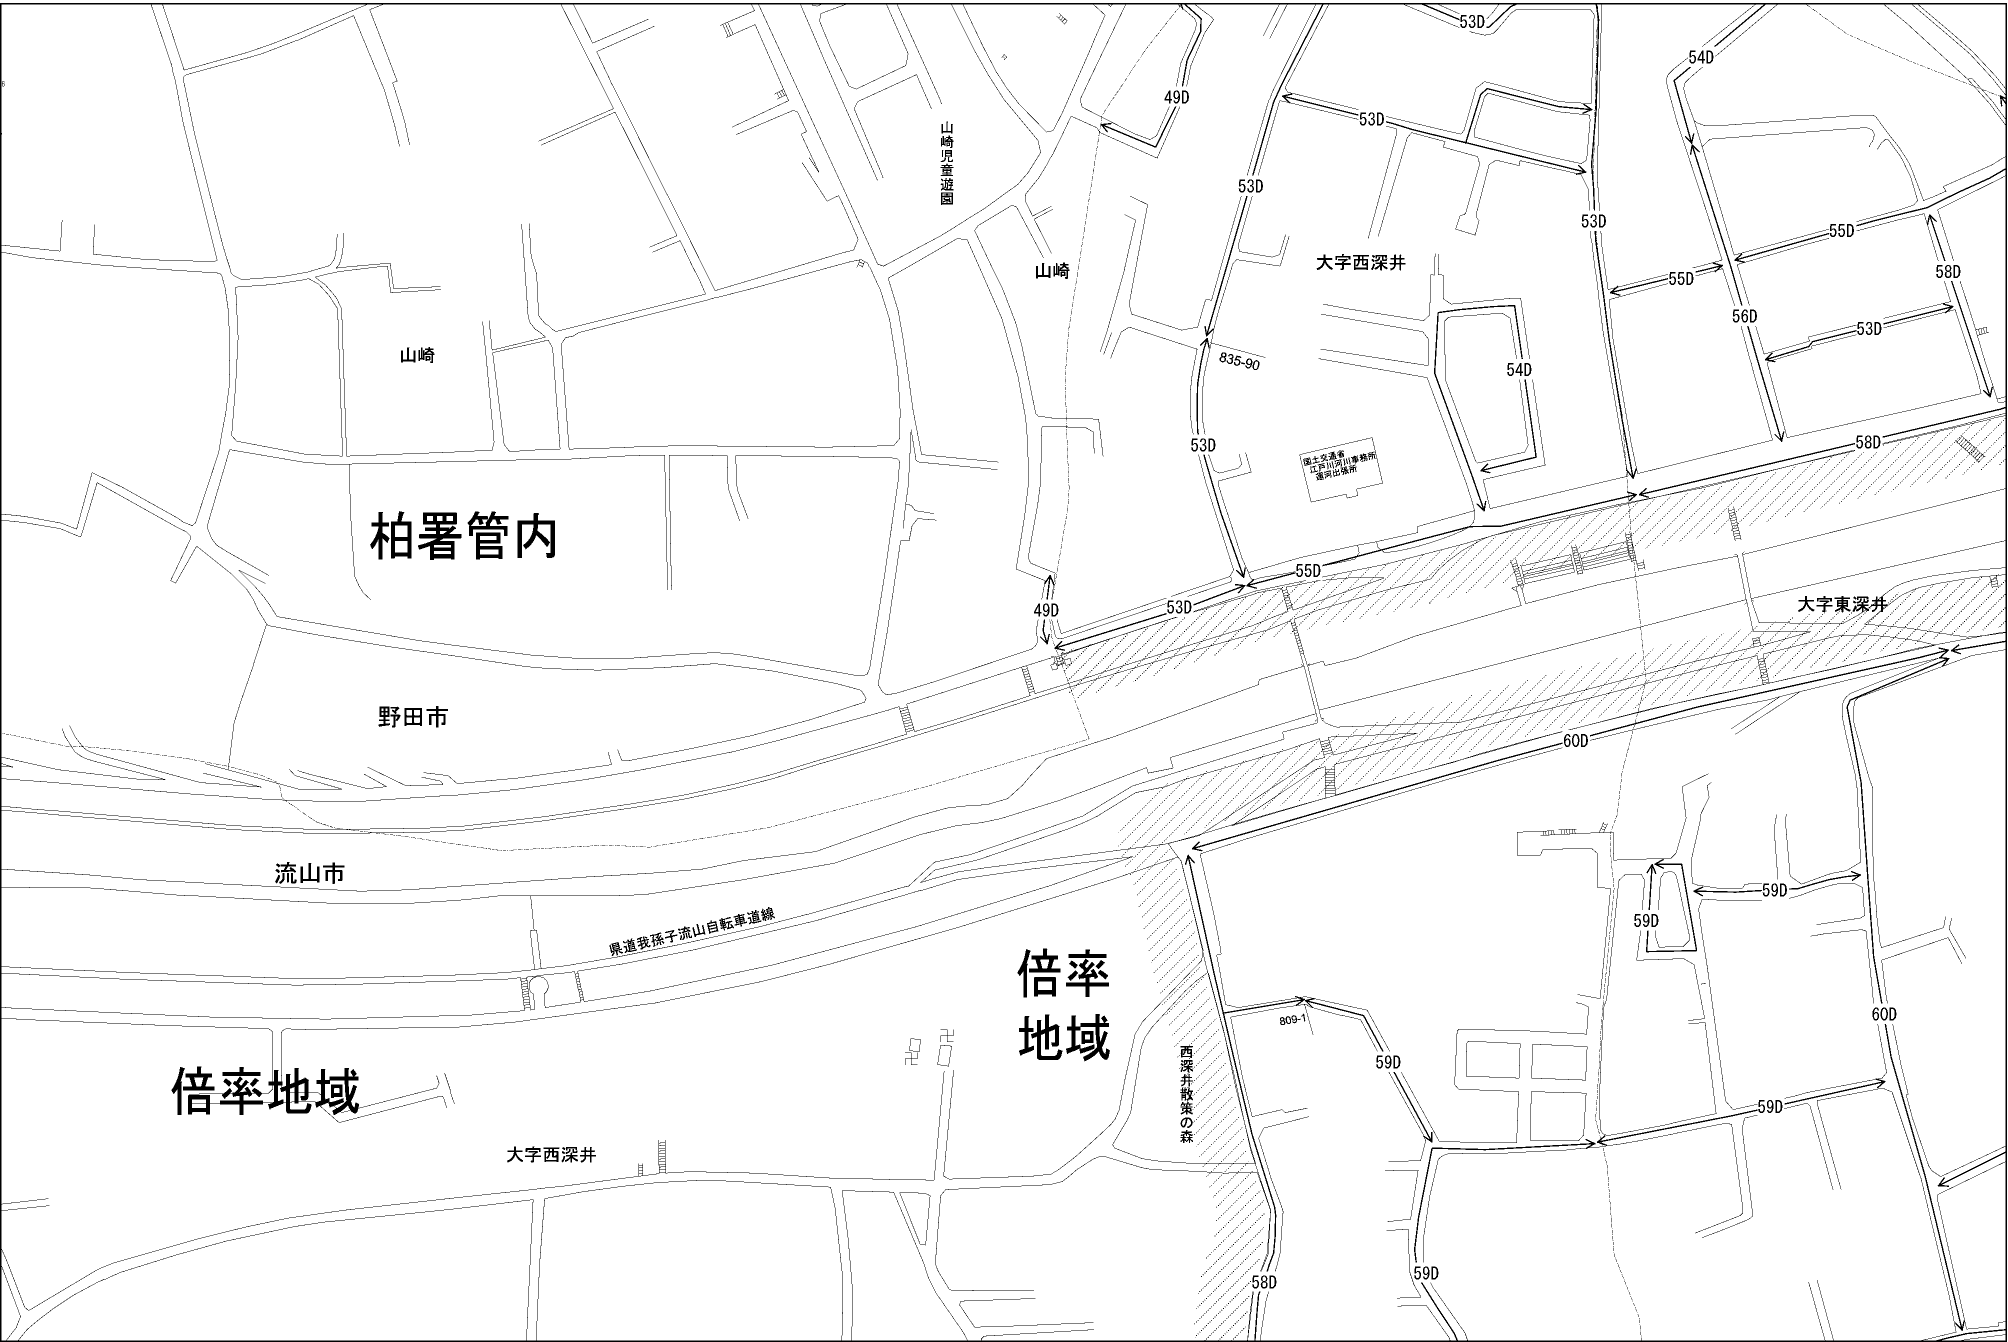 53D
54D
49D
53D
山崎児童遊園
53D
53D
55D
山崎
大字西深井
58D
55D
56D
53D
山崎
835-90
54D
53D
58D
国土交通省
江戸川河川事務所
運河出張所
柏署管内
55D
大字東深井
49D
53D
野田市
60D
流山市
59D
59D
県道我孫子流山自転車道線
倍率
地域
809-1
60D
59D
西深井散策の森
倍率地域
59D
大字西深井
59D
58D